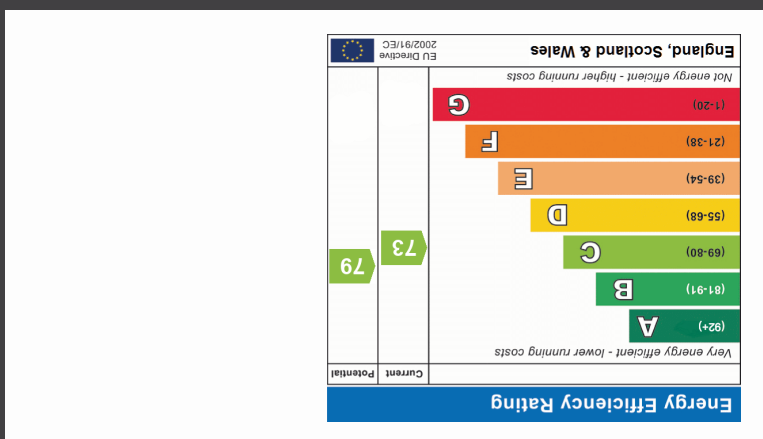 Energy Efficiency Rating
Current Potential
Very energy efficient - lower running costs
(92+) A
(81-91) B
(69-80) C
(55-68) D
(39-54) E
(21-38) F
(1-20) G
73
79
Not energy efficient - higher running costs
England, Scotland & Wales
EU Directive
2002/91/EC